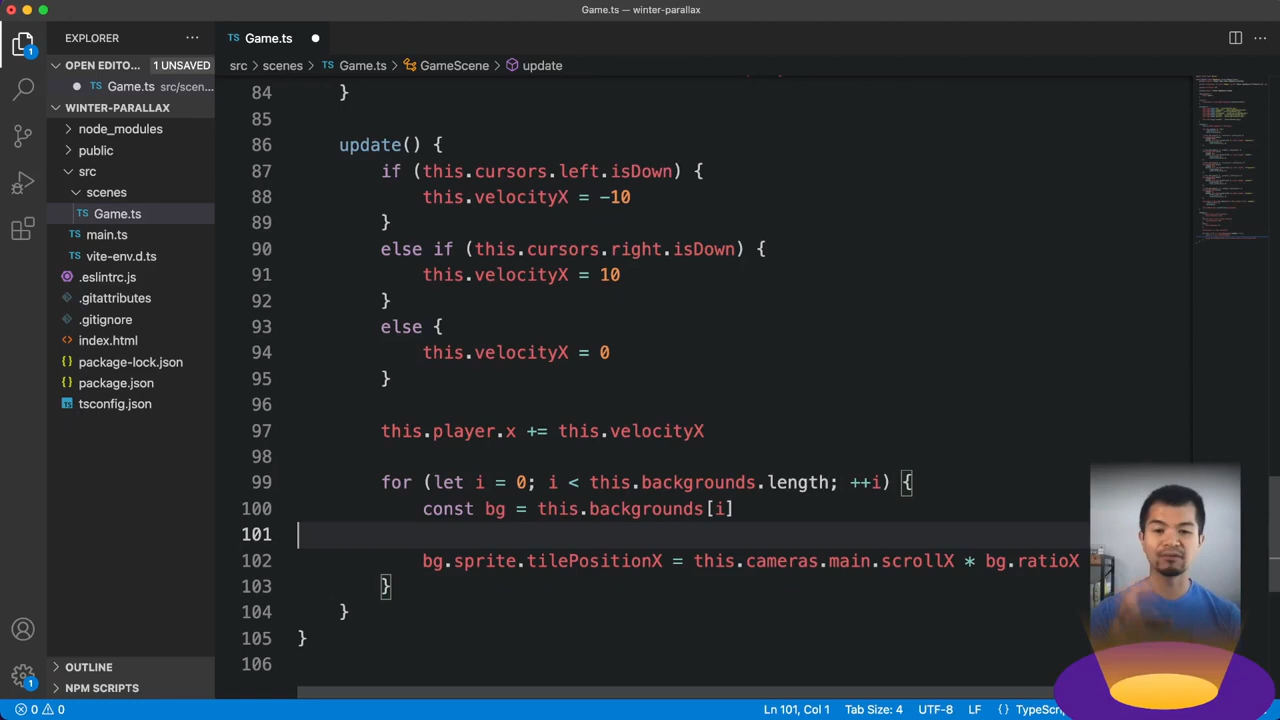 Game.ts — winter-parallax
EXPLORER
OPEN EDITO... 1 UNSAVED
TS Game.ts src/scen...
WINTER-PARALLAX
node_modules
public
src
scenes
TS Game.ts
TS main.ts
TS vite-env.d.ts
.eslintrc.js
.gitattributes
.gitignore
index.html
package-lock.json
package.json
tsconfig.json
OUTLINE
NPM SCRIPTS
1
1
TS Game.ts
src > scenes > TS Game.ts > GameScene > update
84 }
85
86 update() {
87 if (this.cursors.left.isDown) {
88 this.velocityX = -10
89 }
90 else if (this.cursors.right.isDown) {
91 this.velocityX = 10
92 }
93 else {
94 this.velocityX = 0
95 }
96
97 this.player.x += this.velocityX
98
99 for (let i = 0; i < this.backgrounds.length; ++i) {
100 const bg = this.backgrounds[i]
101
102 bg.sprite.tilePositionX = this.cameras.main.scrollX * bg.ratioX
103 }
104 }
105 }
106
0 0 Ln 101, Col 1 Tab Size: 4 UTF-8 LF {} TypeScr